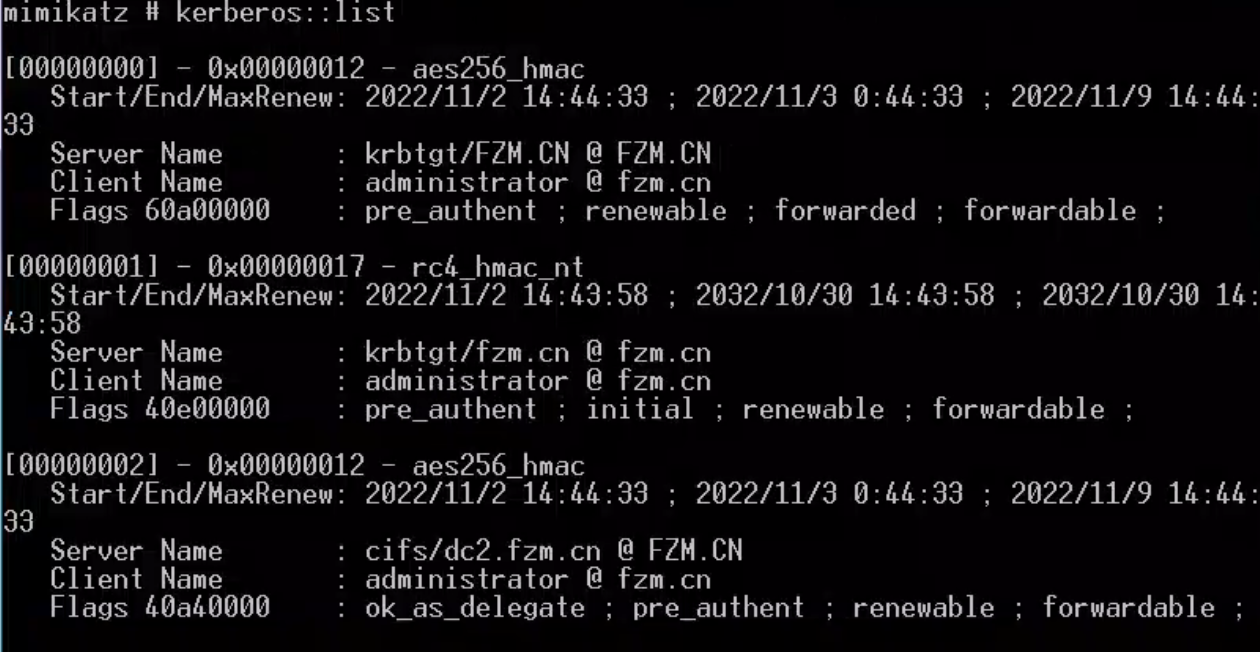 mimikatz # kerberos::list
[00000000] - 0x00000012 - aes256_hmac
   Start/End/MaxRenew: 2022/11/2 14:44:33 ; 2022/11/3 0:44:33 ; 2022/11/9 14:44:
33
   Server Name       : krbtgt/FZM.CN @ FZM.CN
   Client Name       : administrator @ fzm.cn
   Flags 60a00000    : pre_authent ; renewable ; forwarded ; forwardable ;
[00000001] - 0x00000017 - rc4_hmac_nt
   Start/End/MaxRenew: 2022/11/2 14:43:58 ; 2032/10/30 14:43:58 ; 2032/10/30 14:
43:58
   Server Name       : krbtgt/fzm.cn @ fzm.cn
   Client Name       : administrator @ fzm.cn
   Flags 40e00000    : pre_authent ; initial ; renewable ; forwardable ;
[00000002] - 0x00000012 - aes256_hmac
   Start/End/MaxRenew: 2022/11/2 14:44:33 ; 2022/11/3 0:44:33 ; 2022/11/9 14:44:
33
   Server Name       : cifs/dc2.fzm.cn @ FZM.CN
   Client Name       : administrator @ fzm.cn
   Flags 40a40000    : ok_as_delegate ; pre_authent ; renewable ; forwardable ;